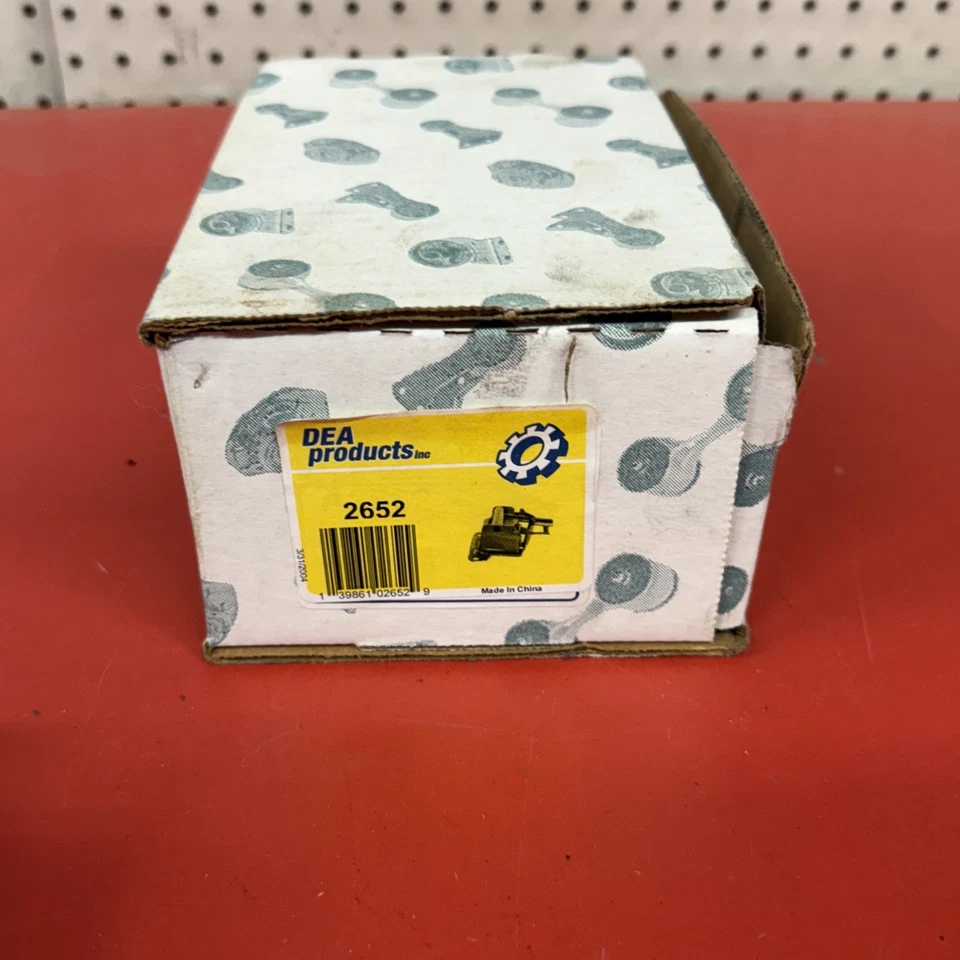 DEA
products inc
2652
3/31/2004
1 39861 02652 9
Made In China